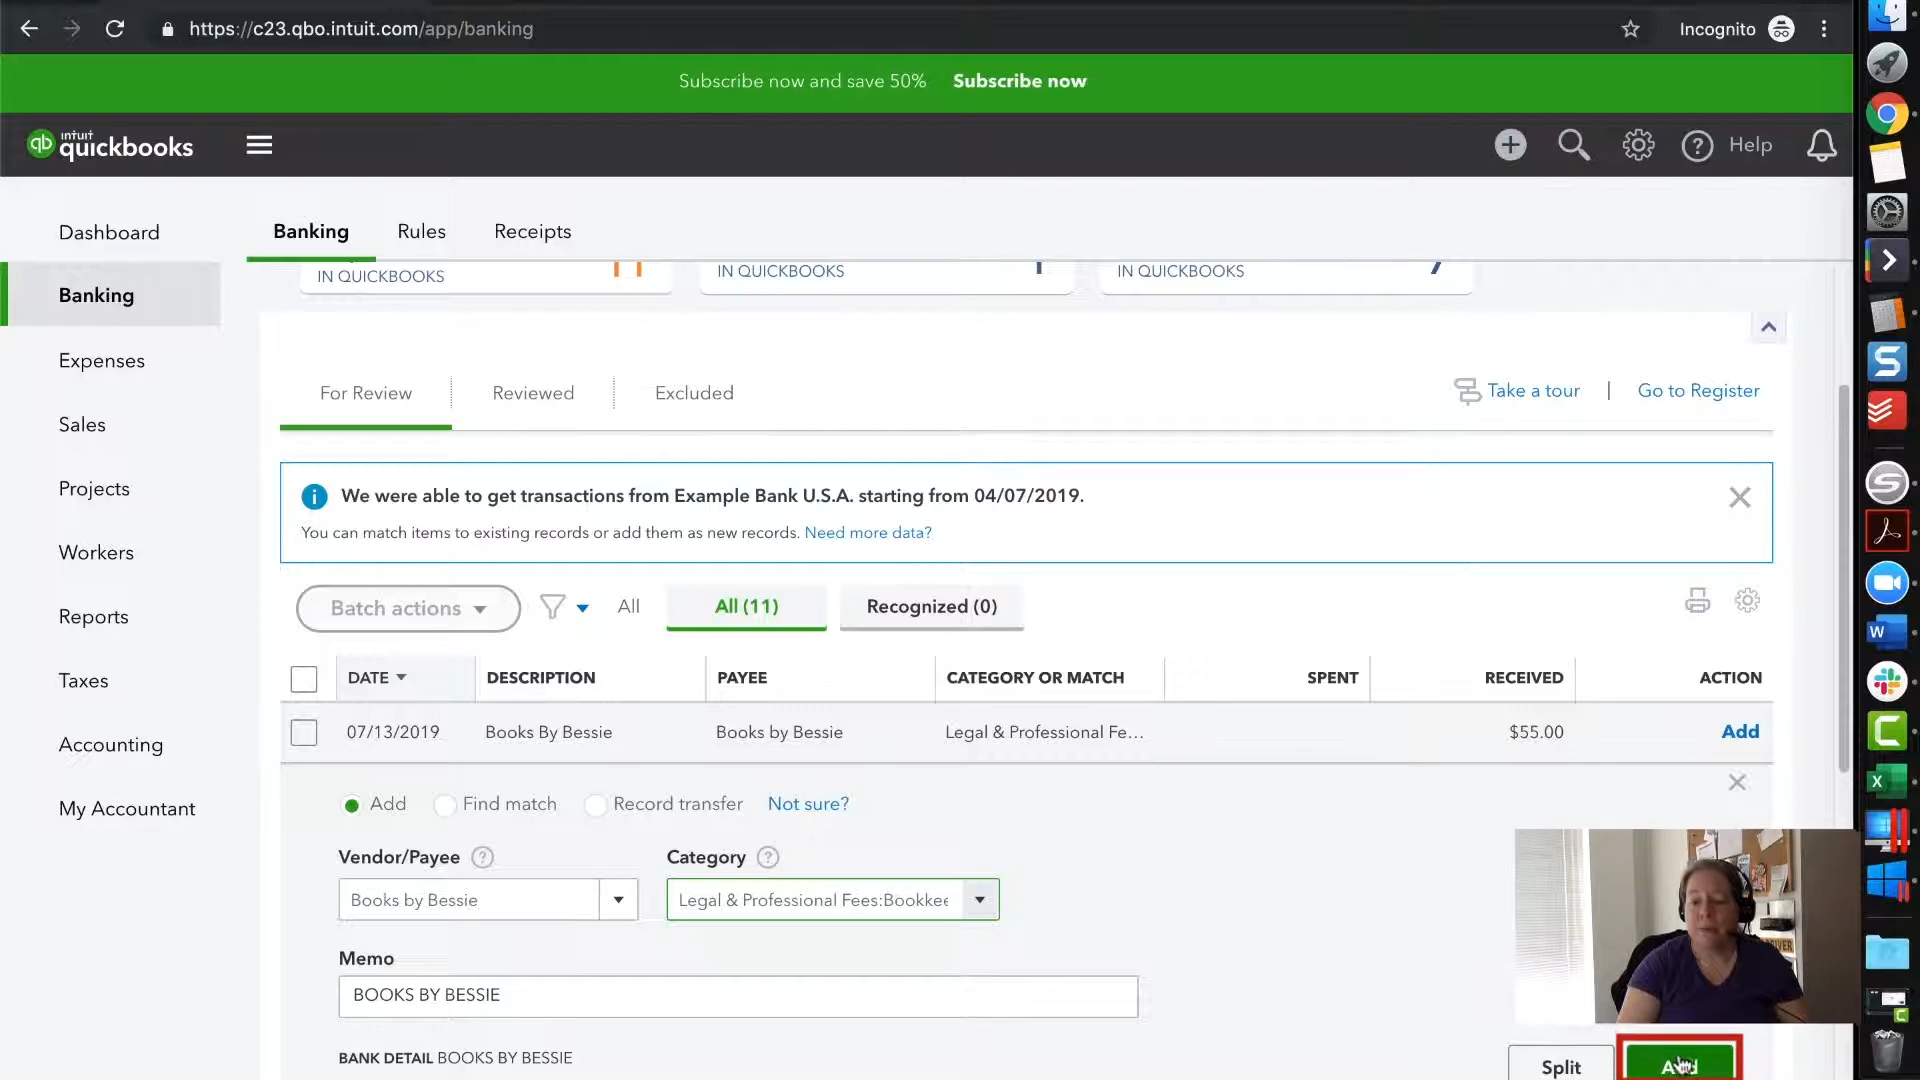 https://c23.qbo.intuit.com/app/banking
Incognito
Subscribe now and save 50% Subscribe now
intuit
quickbooks
Help
Dashboard
Banking
Expenses
Sales
Projects
Workers
Reports
Taxes
Accounting
My Accountant
Banking Rules Receipts
IN QUICKBOOKS
IN QUICKBOOKS
IN QUICKBOOKS
For Review Reviewed Excluded
Take a tour | Go to Register
We were able to get transactions from Example Bank U.S.A. starting from 04/07/2019.
You can match items to existing records or add them as new records. Need more data?
Batch actions All All (11) Recognized (0)
DATE DESCRIPTION PAYEE CATEGORY OR MATCH SPENT RECEIVED ACTION
07/13/2019 Books By Bessie Books by Bessie Legal & Professional Fe... $55.00 Add
Add Find match Record transfer Not sure?
Vendor/Payee Category
Books by Bessie Legal & Professional Fees:Bookkee
Memo
BOOKS BY BESSIE
BANK DETAIL BOOKS BY BESSIE
Split Add